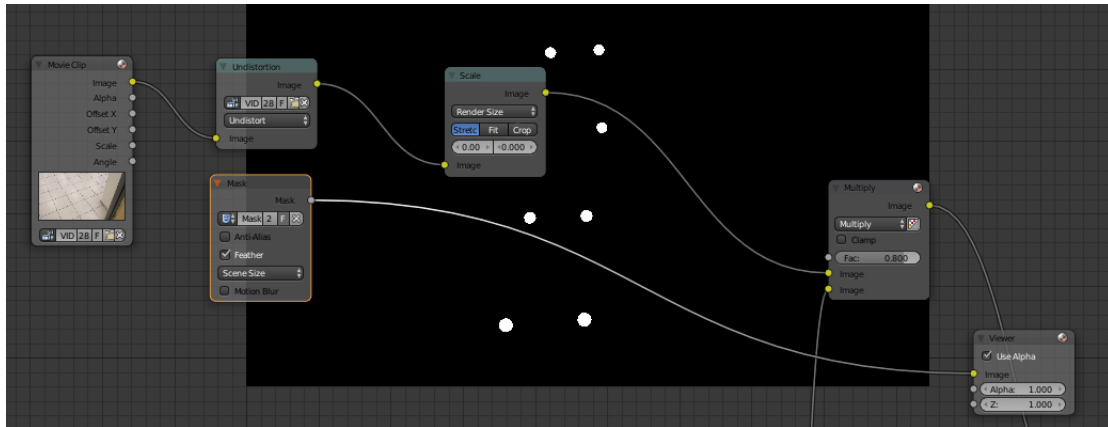 Movie Clip
Image
Alpha
Offset X
Offset Y
Scale
Angle
VID 28 F
Undistortion
Image
VID 28 F
Undistort
Image
Mask
Mask
Mask 2 F
Anti-Alias
Feather
Scene Size
Motion Blur
Scale
Image
Render Size
Stretc Fit Crop
0.00 0.000
Image
Multiply
Image
Multiply
Clamp
Fac: 0.800
Image
Image
Viewer
Use Alpha
Image
Alpha: 1.000
Z: 1.000